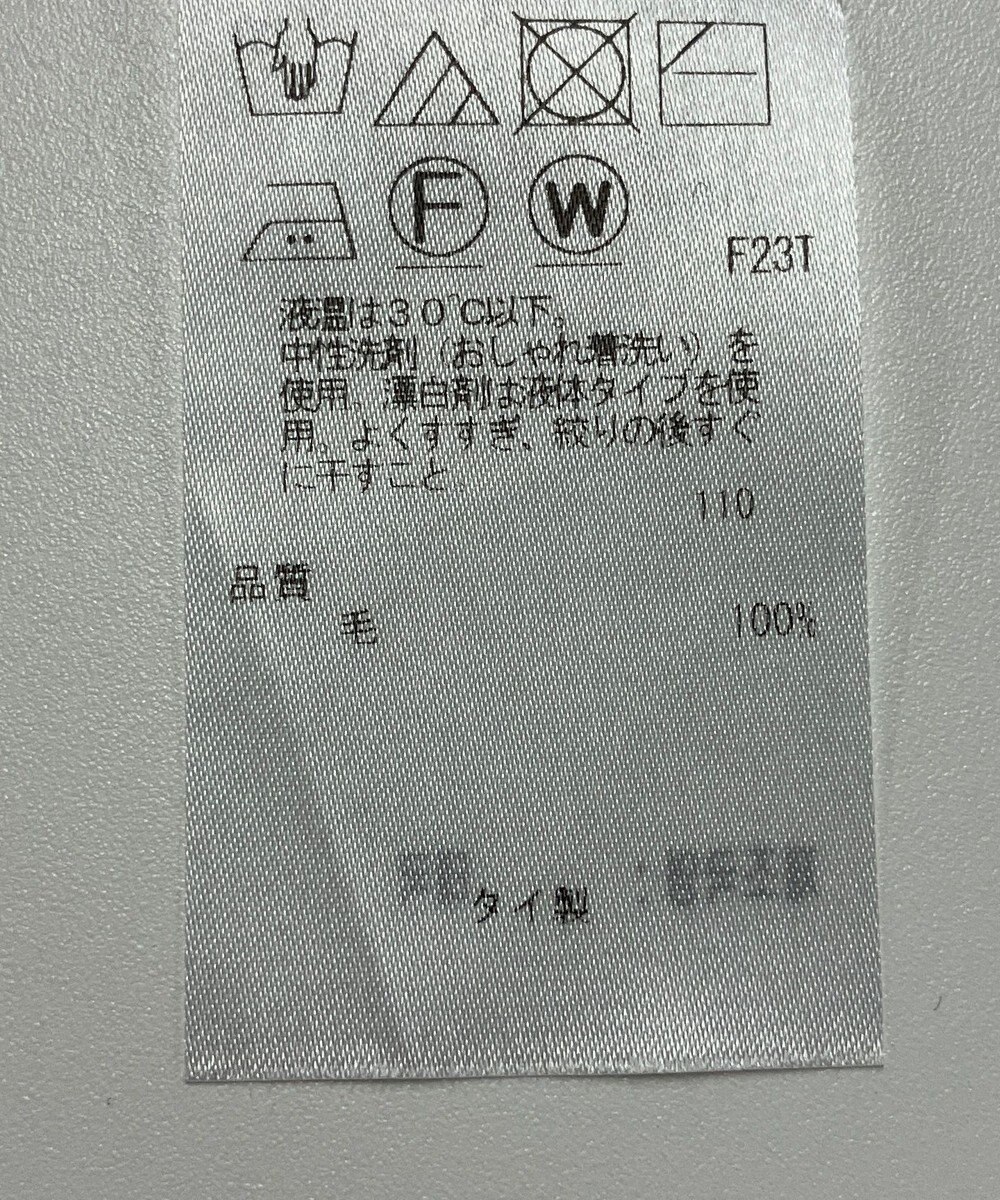 F
W
F23T
液温は30℃以下。
中性洗剤（おしゃれ着洗い）を
使用、漂白剤は液体タイプを使
用。よくすすぎ、絞りの後すぐ
に干すこと。
110
品質
毛 100%
タイ製